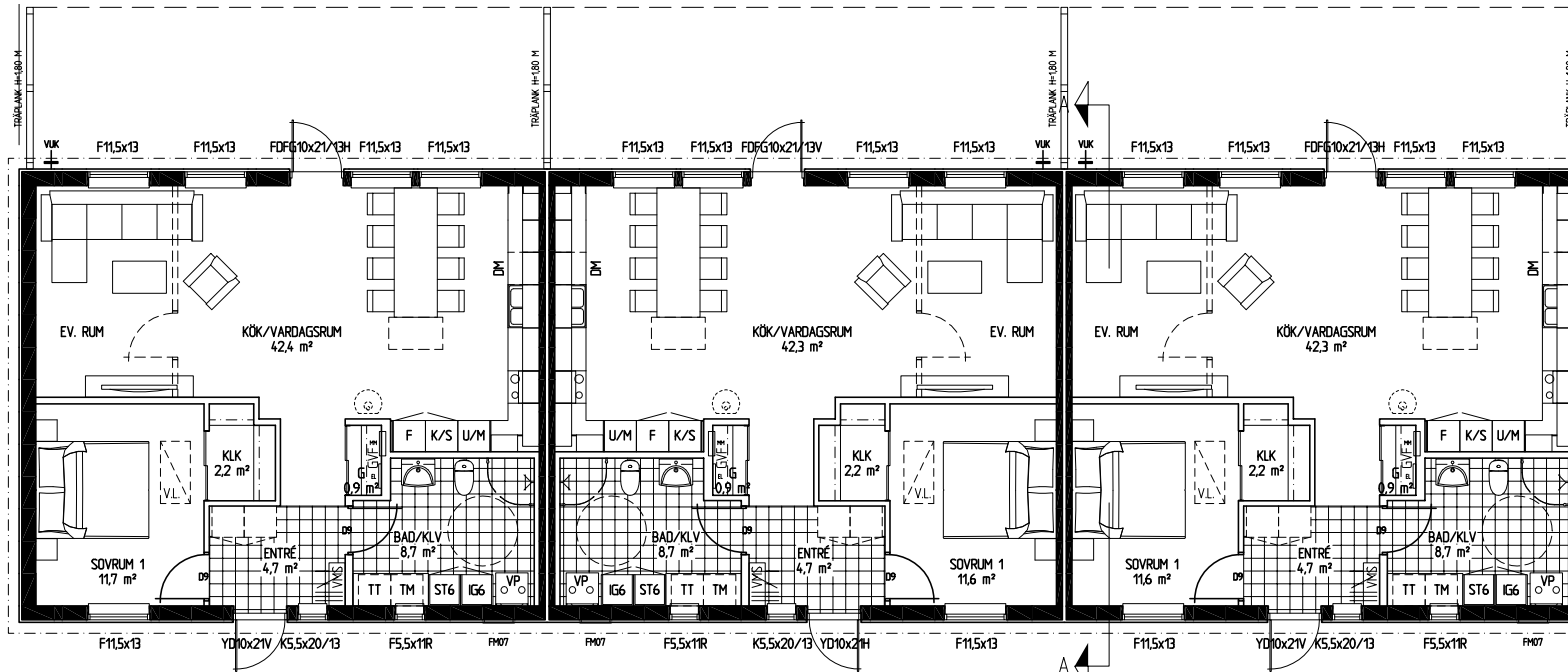 TRÄPLANK H=1,80 M
TRÄPLANK H=1,80 M
TRÄPLANK H=1,80 M
TRÄPLANK H=1,80 M
A
VUK
F11,5x13
F11,5x13
FDFG10x21/13H
F11,5x13
F11,5x13
F11,5x13
F11,5x13
FDFG10x21/13V
F11,5x13
F11,5x13
VUK
VUK
F11,5x13
F11,5x13
FDFG10x21/13H
F11,5x13
F11,5x13
DM
DM
DM
EV. RUM
KÖK/VARDAGSRUM
42,4 m²
KÖK/VARDAGSRUM
42,3 m²
EV. RUM
EV. RUM
KÖK/VARDAGSRUM
42,3 m²
F
K/S
U/M
U/M
F
K/S
F
K/S
U/M
KLK
2,2 m²
G
0,9 m²
GVF
G
0,9 m²
GVF
KLK
2,2 m²
KLK
2,2 m²
G
0,9 m²
GVF
V.L.
V.L.
V.L.
D9
D9
D9
BAD/KLV
8,7 m²
BAD/KLV
8,7 m²
BAD/KLV
8,7 m²
SOVRUM 1
11,7 m²
ENTRÉ
4,7 m²
ENTRÉ
4,7 m²
SOVRUM 1
11,6 m²
SOVRUM 1
11,6 m²
ENTRÉ
4,7 m²
D9
VMS
TT
TM
ST6
IG6
VP
VP
IG6
ST6
TT
TM
VMS
D9
D9
VMS
TT
TM
ST6
IG6
VP
F11,5x13
YD10x21V
K5,5x20/13
F5,5x11R
FM07
FM07
F5,5x11R
K5,5x20/13
YD10x21H
F11,5x13
F11,5x13
YD10x21V
K5,5x20/13
F5,5x11R
FM07
A